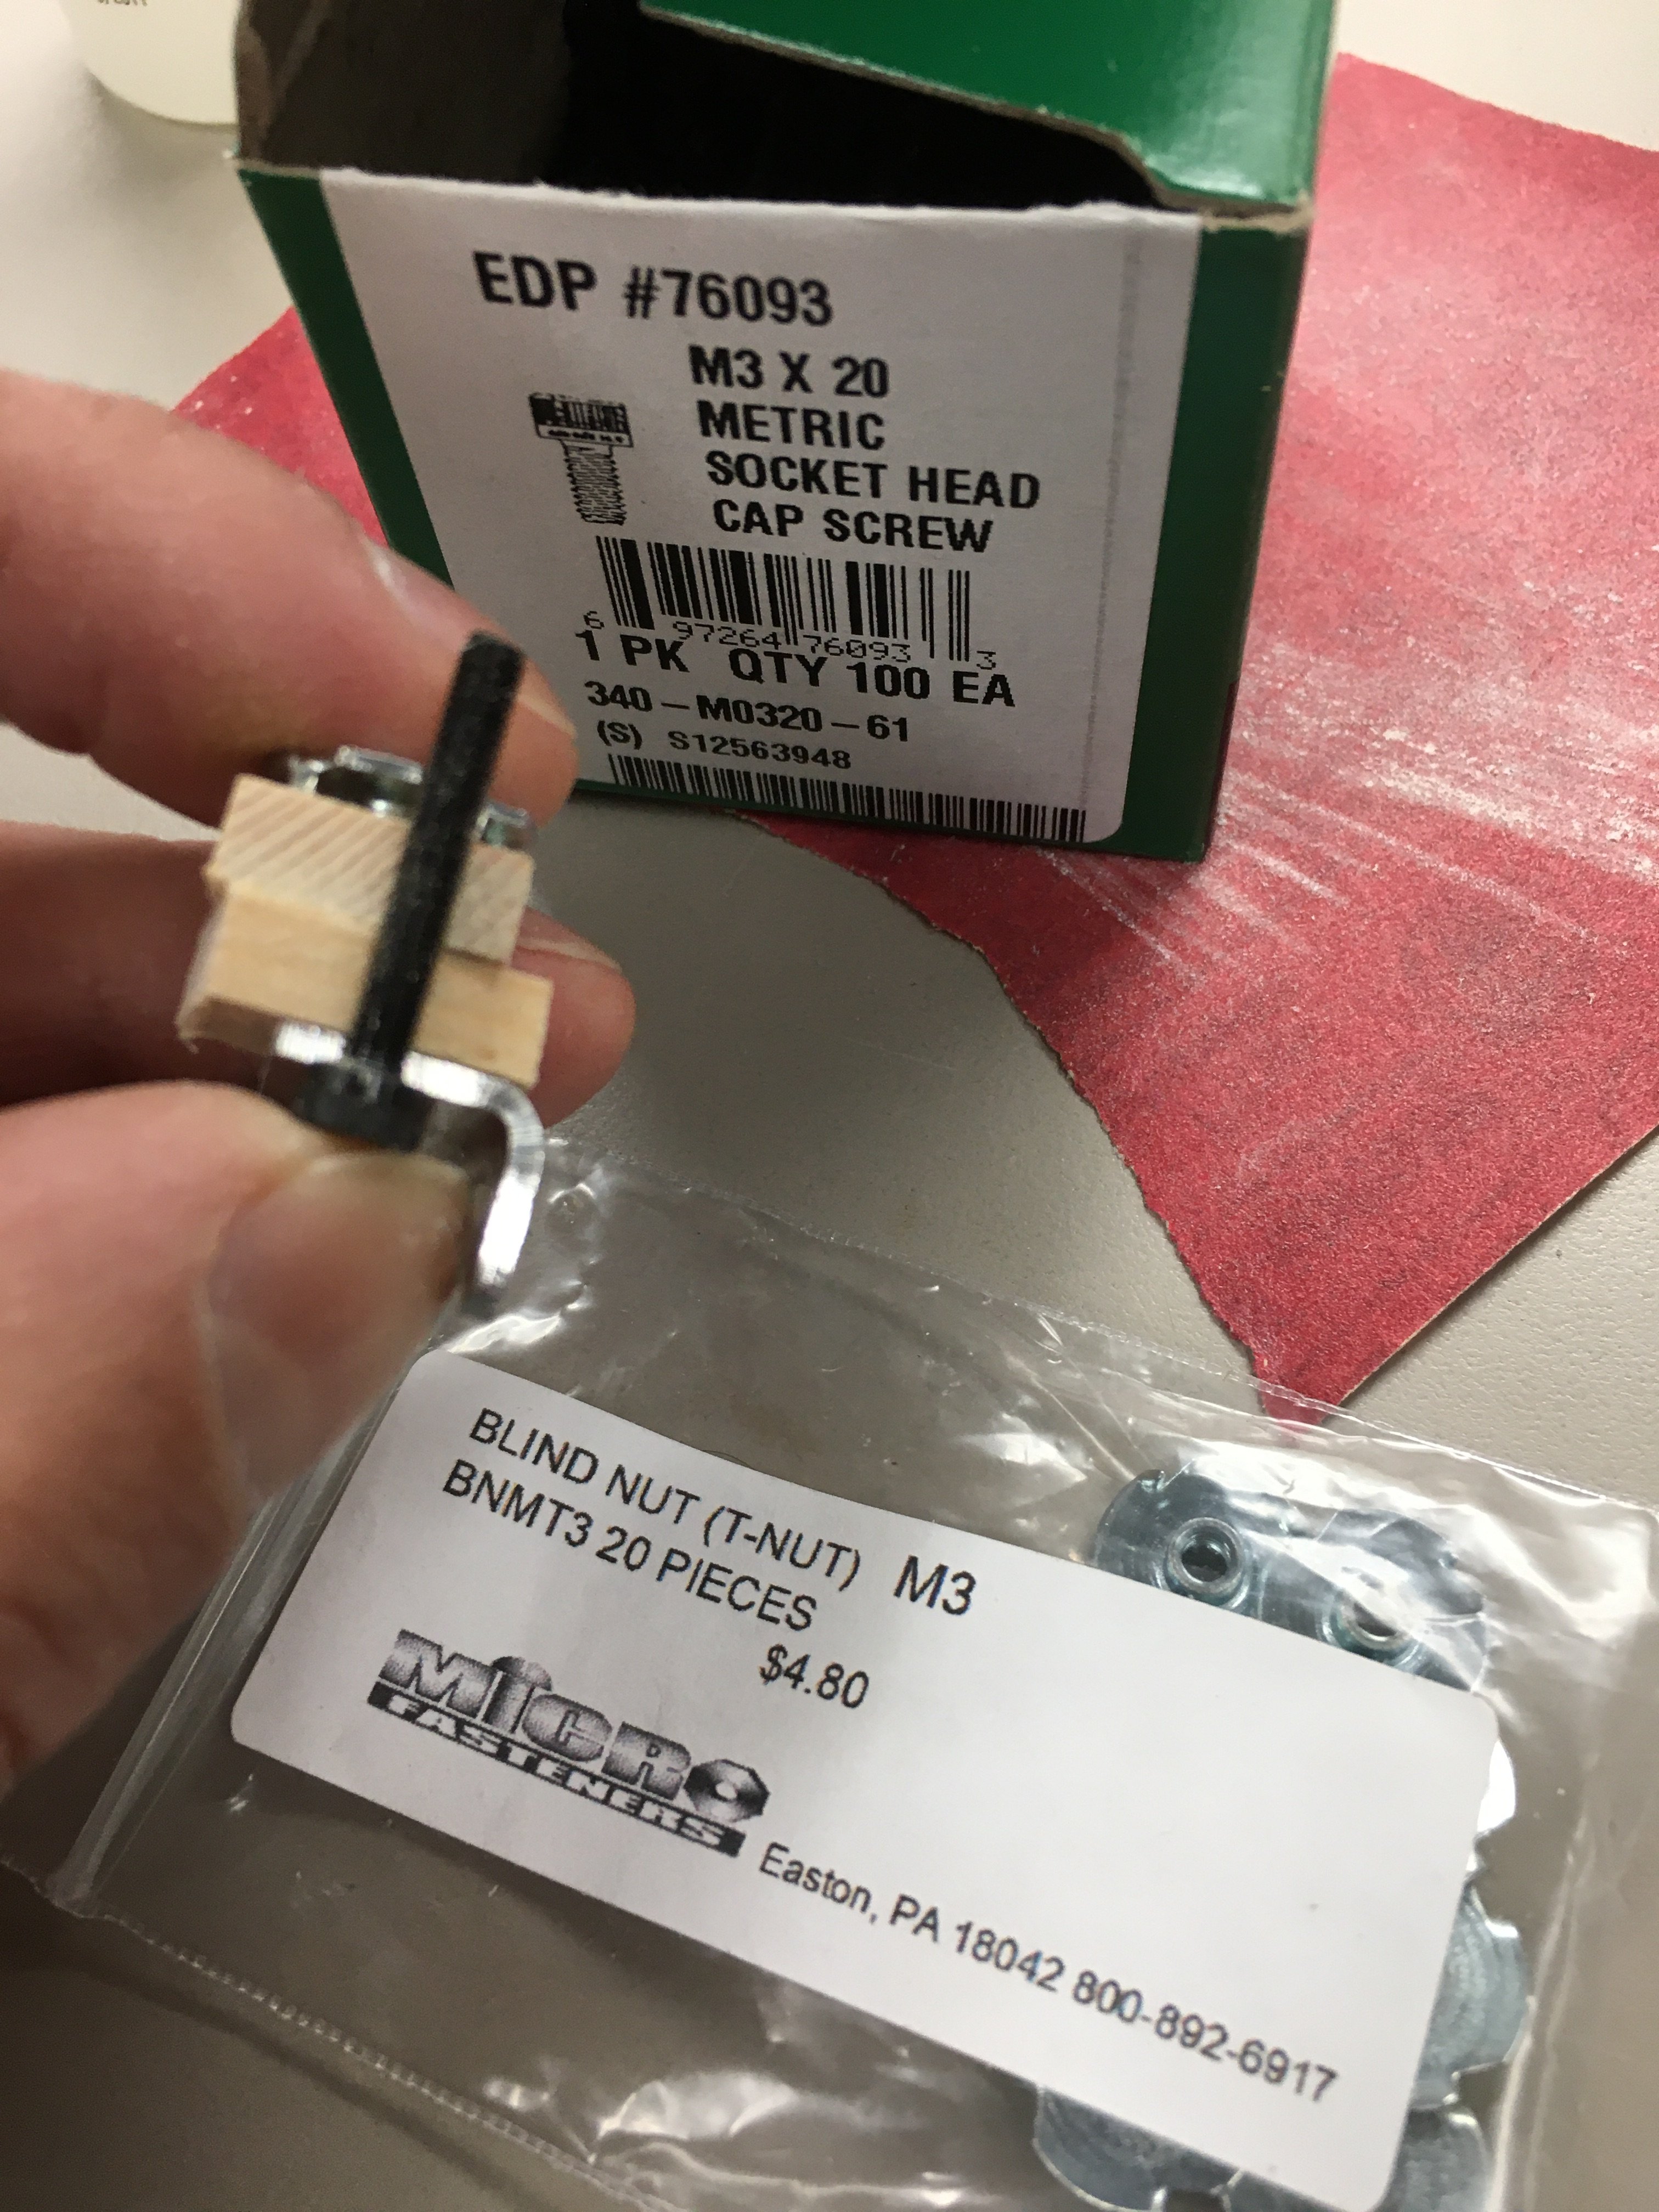 EDP #76093
M3 X 20
METRIC
SOCKET HEAD
CAP SCREW
6 97264 76093 3
1 PK QTY 100 EA
340-M0320-61
(S) S12563948
BLIND NUT (T-NUT) M3
BNMT3 20 PIECES
$4.80
MICRO
FASTENERS
Easton, PA 18042 800-892-6917